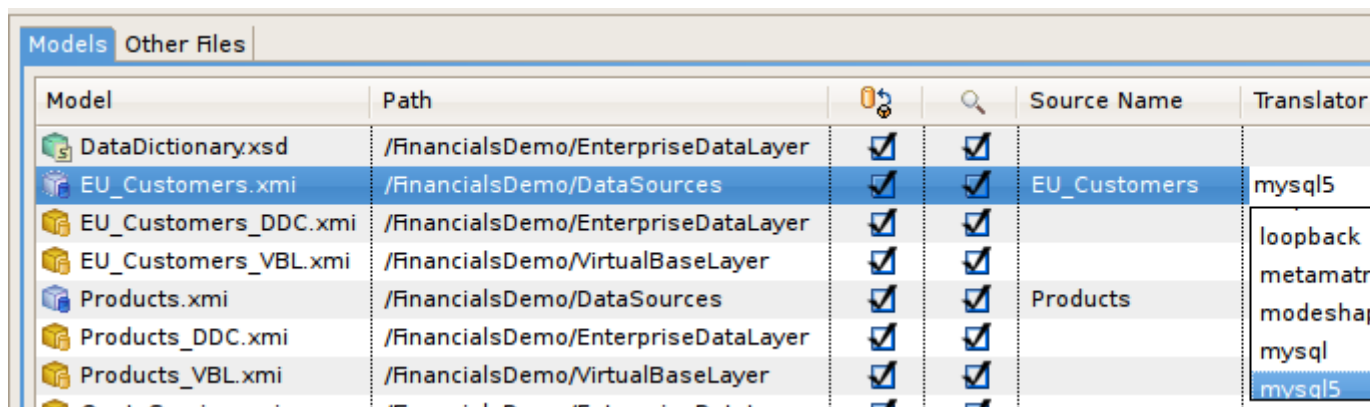 Models Other Files
Model Path Source Name Translator
DataDictionary.xsd /FinancialsDemo/EnterpriseDataLayer
EU_Customers.xmi /FinancialsDemo/DataSources EU_Customers mysql5
EU_Customers_DDC.xmi /FinancialsDemo/EnterpriseDataLayer
loopback
EU_Customers_VBL.xmi /FinancialsDemo/VirtualBaseLayer
metamatr
Products.xmi /FinancialsDemo/DataSources Products
modeshap
Products_DDC.xmi /FinancialsDemo/EnterpriseDataLayer
mysql
Products_VBL.xmi /FinancialsDemo/VirtualBaseLayer
mysql5